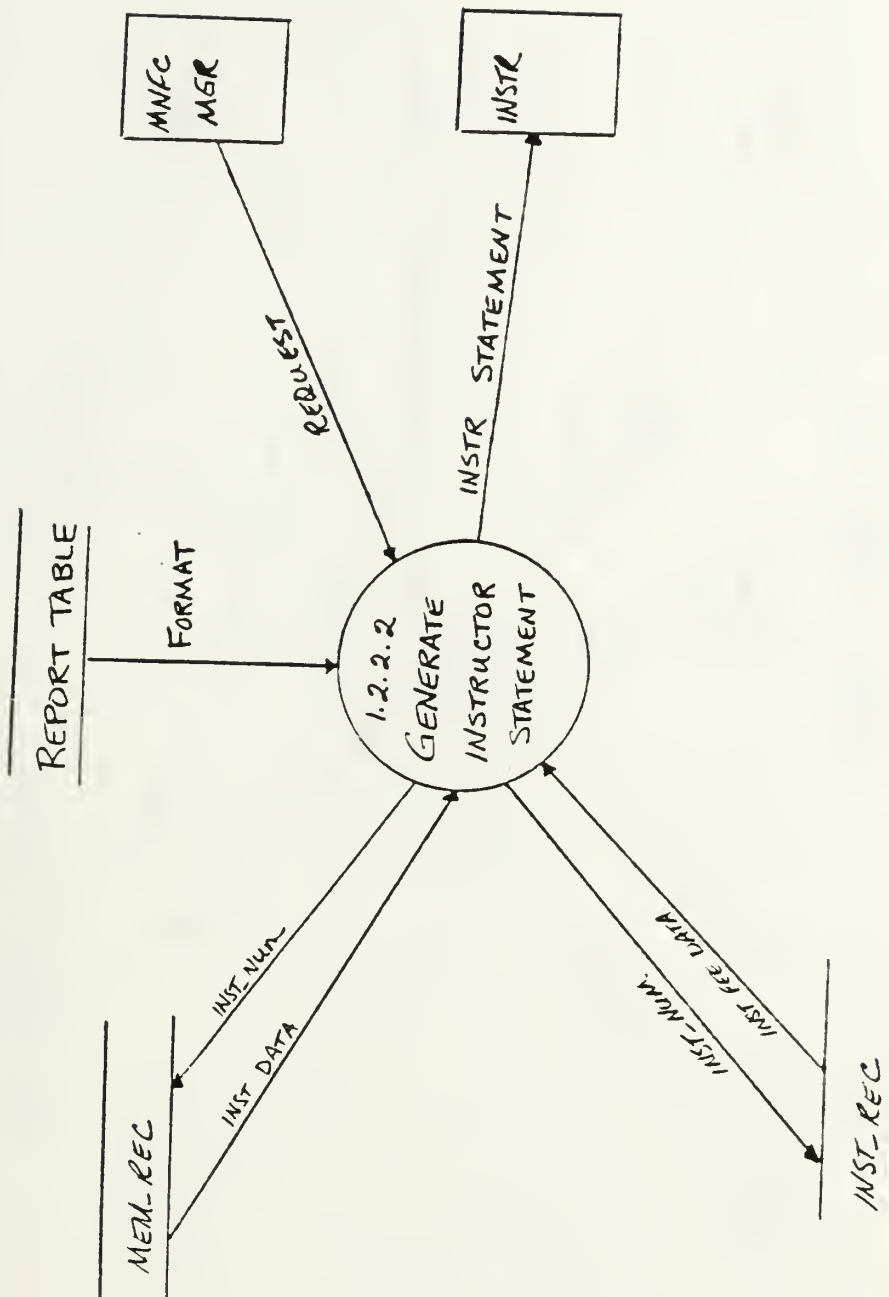 MNFC
MGR
INSTR
REQUEST
INSTR STATEMENT
REPORT TABLE
FORMAT
1.2.2.2
GENERATE
INSTRUCTOR
STATEMENT
MEM_REC
INST_NUM
INST DATA
INST_NUM
INST FEE DATA
INST_REC